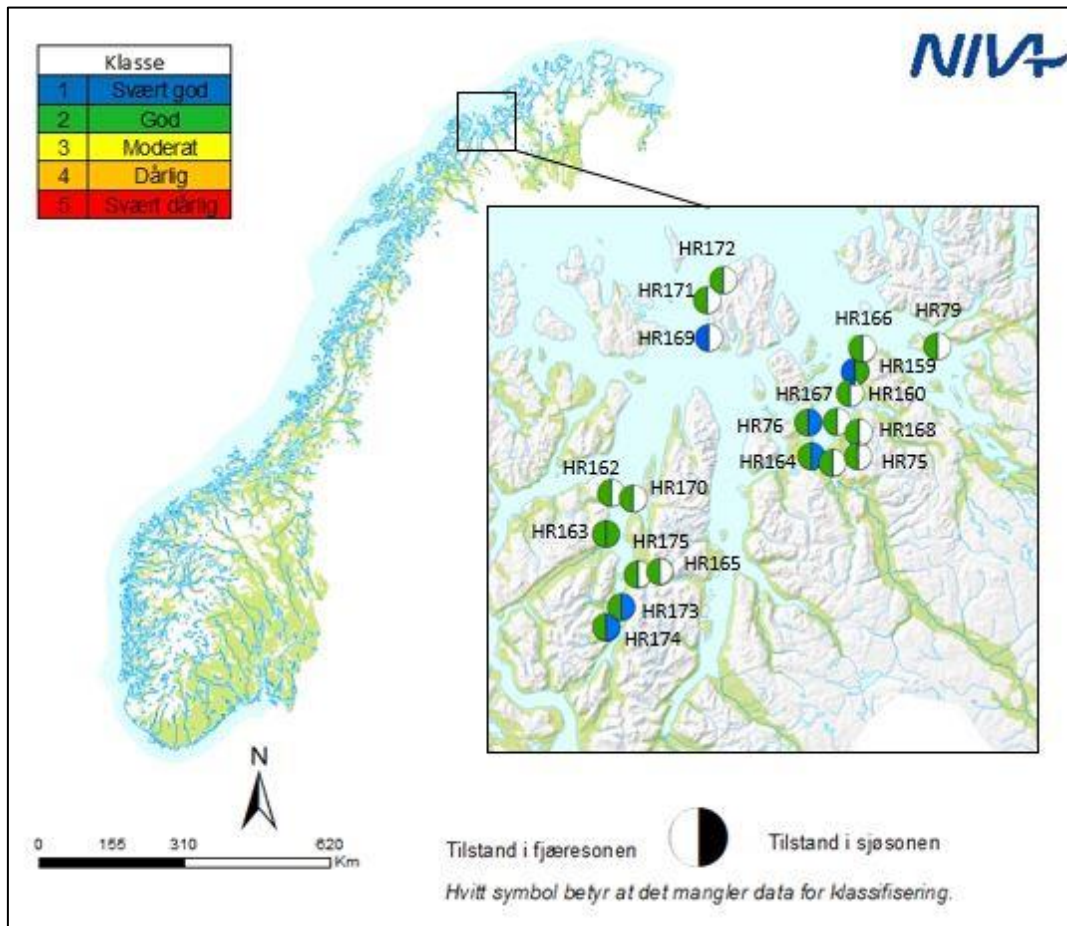 Klasse
1 Svært god
2 God
3 Moderat
4 Dårlig
5 Svært dårlig
NIVA
HR172
HR171
HR169
HR166
HR79
HR159
HR167
HR160
HR76
HR168
HR164
HR75
HR162
HR170
HR163
HR175
HR165
HR173
HR174
N
0 155 310 620
Km
Tilstand i fjæresonen
Tilstand i sjøsonen
Hvitt symbol betyr at det mangler data for klassifisering.